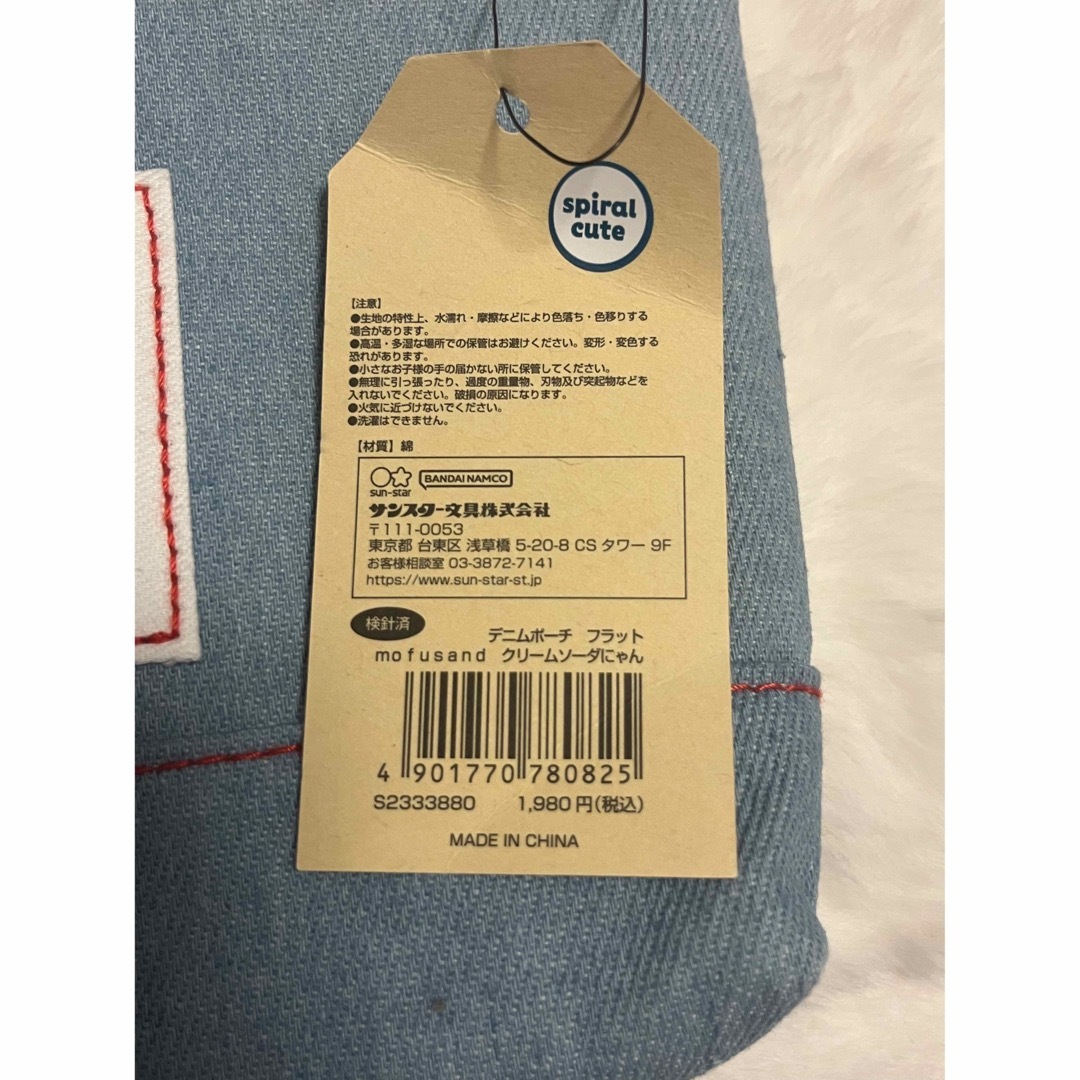 spiral
cute
【注意】
●生地の特性上、水濡れ・摩擦などにより色落ち・色移りする
場合があります。
●高温・多湿な場所での保管はお避けください。変形・変色する
恐れがあります。
●小さなお子様の手の届かない所に保管してください。
●無理に引っ張ったり、過度の重量物、刃物及び突起物などを
入れないでください。破損の原因になります。
●火気に近づけないでください。
●洗濯はできません。
【材質】綿
sun-star BANDAI NAMCO
サンスター文具株式会社
〒111-0053
東京都 台東区 浅草橋 5-20-8 CS タワー 9F
お客様相談室 03-3872-7141
https://www.sun-star-st.jp
検針済
デニムポーチ フラット
mofusand クリームソーダにゃん
4 901770 780825
S2333880 1,980円(税込)
MADE IN CHINA